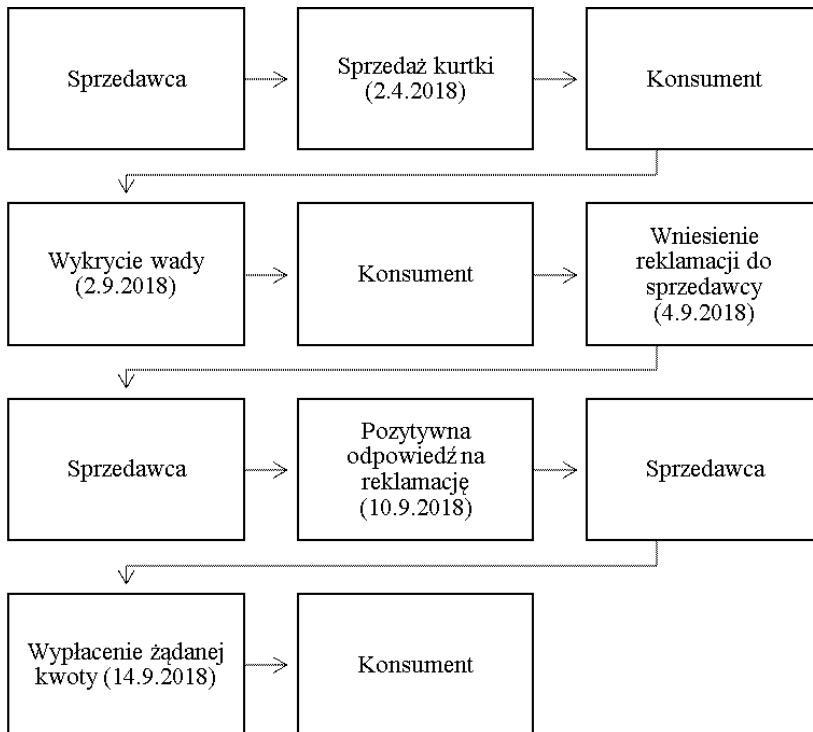 Sprzedawca
Sprzedaż kurtki
(2.4.2018)
Konsument
Wykrycie wady
(2.9.2018)
Konsument
Wniesienie
reklamacji do
sprzedawcy
(4.9.2018)
Sprzedawca
Pozytywna
odpowiedź na
reklamację
(10.9.2018)
Sprzedawca
Wypłacenie żądanej
kwoty (14.9.2018)
Konsument